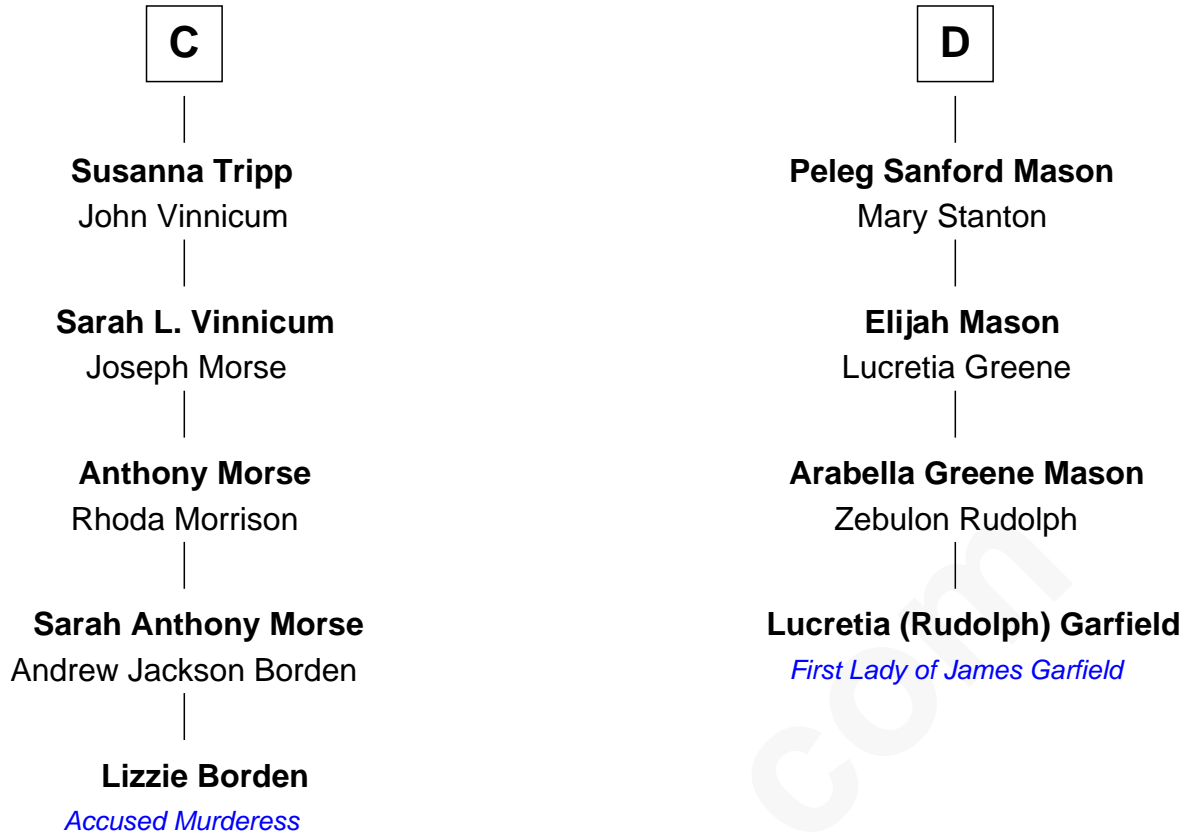 C
Susanna Tripp
John Vinnicum
Sarah L. Vinnicum
Joseph Morse
Anthony Morse
Rhoda Morrison
Sarah Anthony Morse
Andrew Jackson Borden
Lizzie Borden
Accused Murderess
D
Peleg Sanford Mason
Mary Stanton
Elijah Mason
Lucretia Greene
Arabella Greene Mason
Zebulon Rudolph
Lucretia (Rudolph) Garfield
First Lady of James Garfield
com